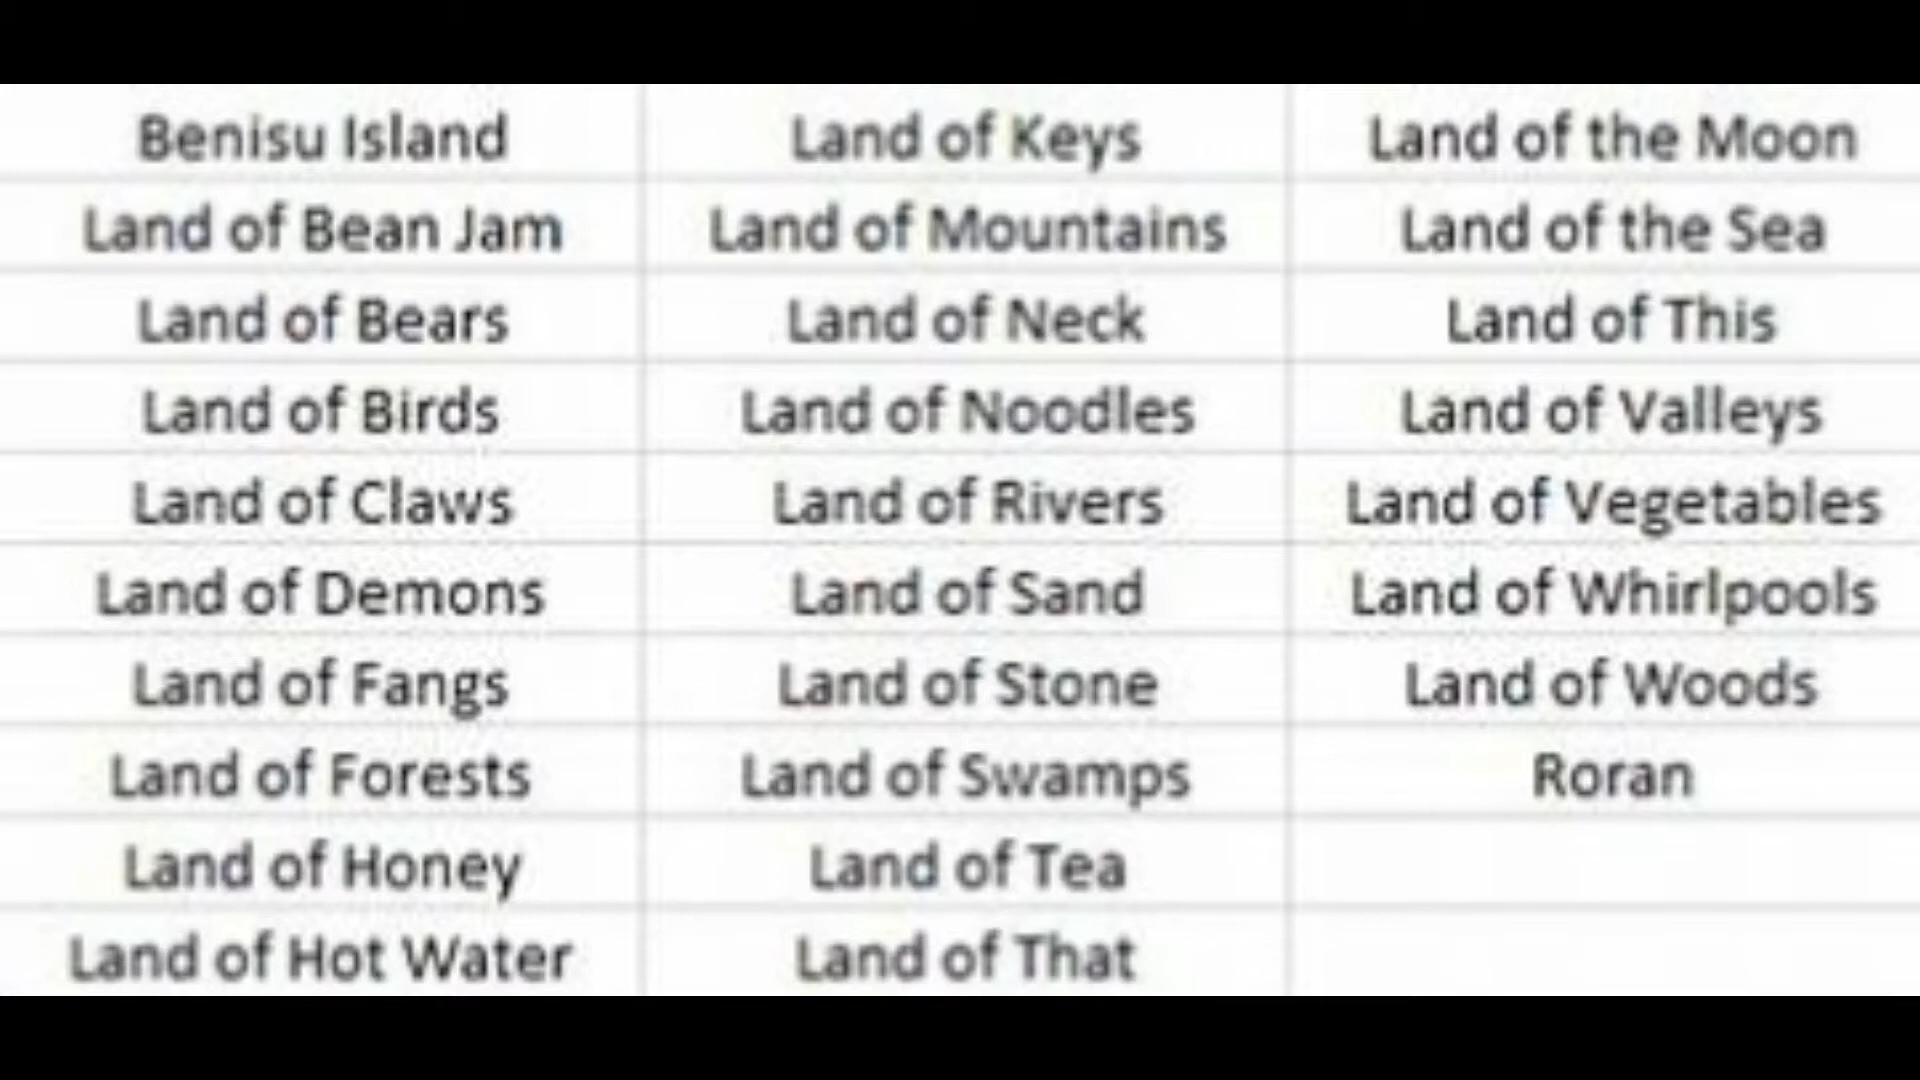 Benisu Island Land of Keys Land of the Moon
Land of Bean Jam Land of Mountains Land of the Sea
Land of Bears Land of Neck Land of This
Land of Birds Land of Noodles Land of Valleys
Land of Claws Land of Rivers Land of Vegetables
Land of Demons Land of Sand Land of Whirlpools
Land of Fangs Land of Stone Land of Woods
Land of Forests Land of Swamps Roran
Land of Honey Land of Tea
Land of Hot Water Land of That